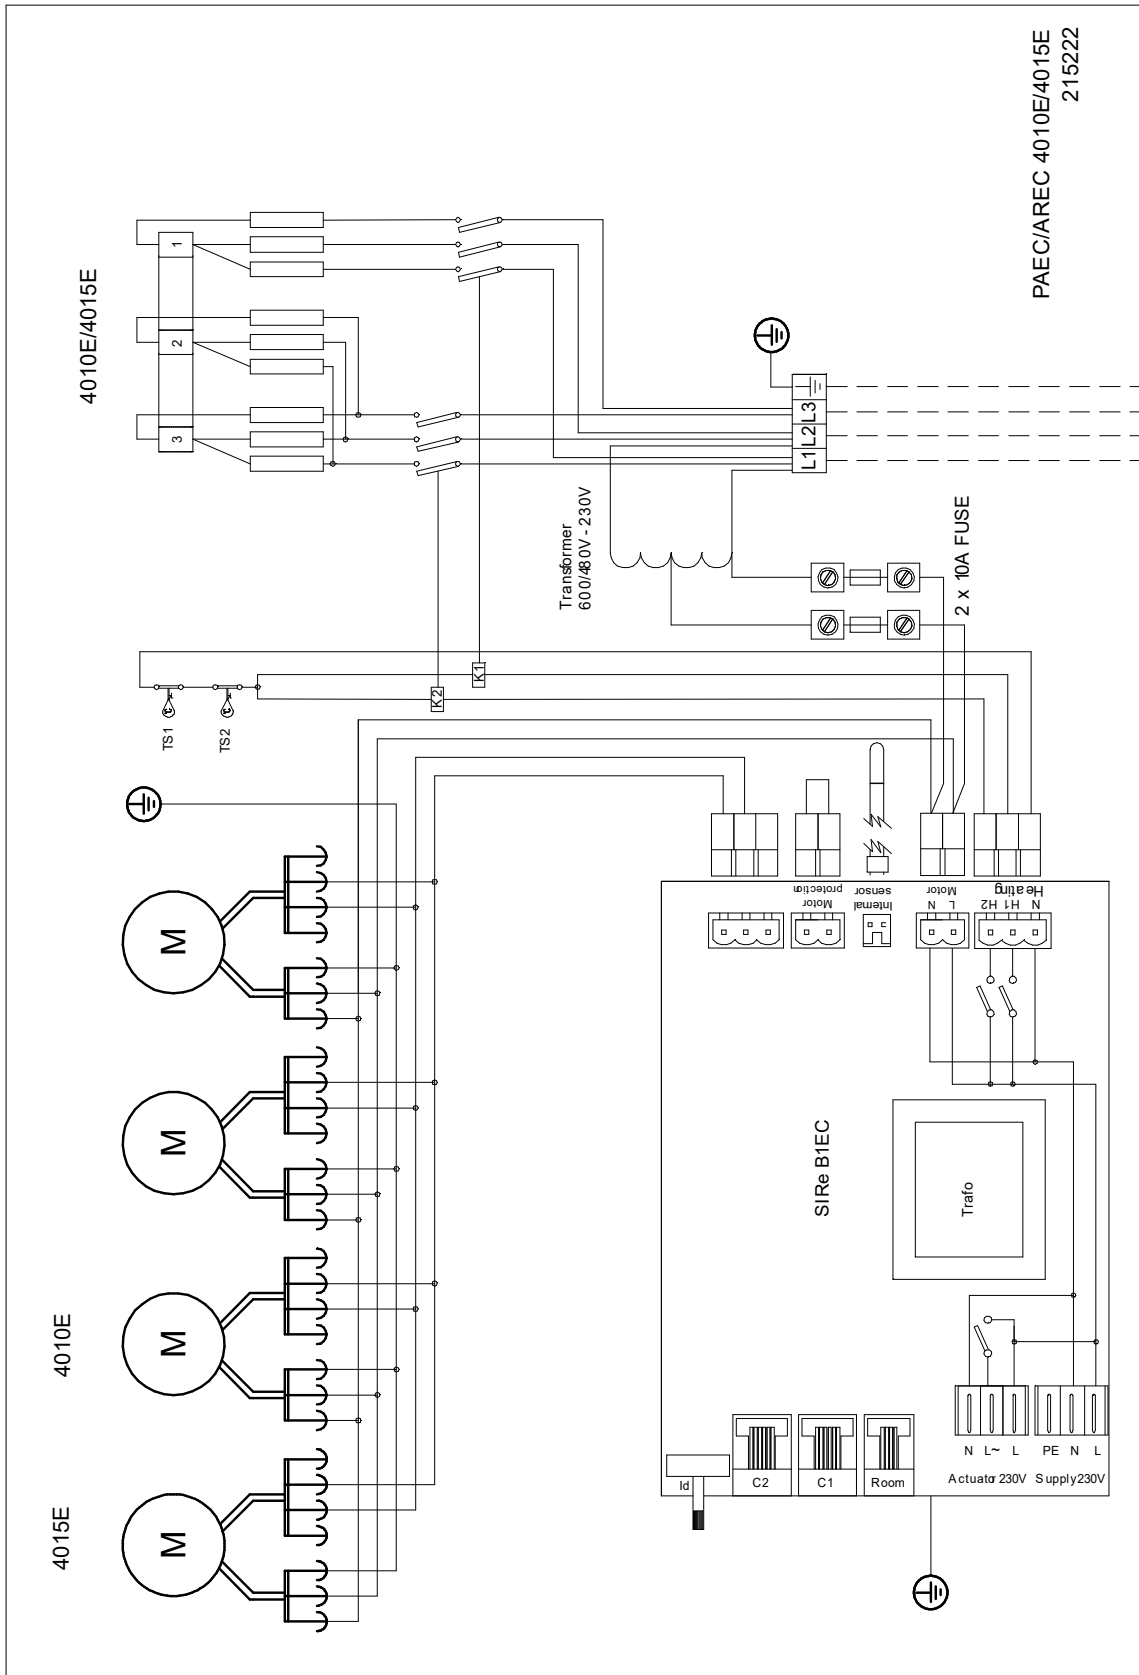 PAEC/AREC 4010E/4015E
215222
4010E/4015E
1
2
3
L1
L2
L3
Transformer
600/480V - 230V
2 x 10A FUSE
K1
K2
TS1
TS2
M
M
M
M
4010E
4015E
Motor
protection
Internal
sensor
Motor
N
L
Heating
H2
H1
N
SIRe B1EC
Trafo
Id
C2
C1
Room
N
L~
L
PE
N
L
Actuator 230V
Supply 230V